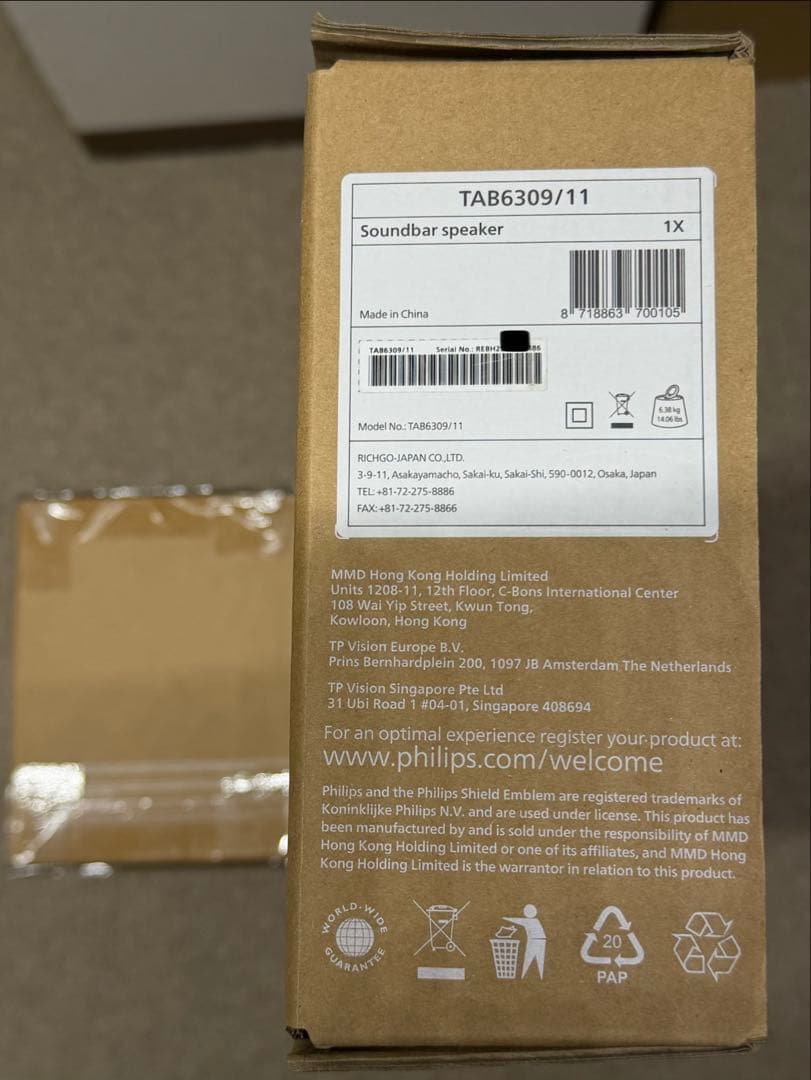 TAB6309/11
Soundbar speaker 1X
Made in China
8 718863 700105
TAB6309/11 Serial No.: REBH2 86
Model No.: TAB6309/11
6.38 kg
14.06 lbs
RICHGO-JAPAN CO.,LTD.
3-9-11, Asakayamacho, Sakai-ku, Sakai-Shi, 590-0012, Osaka, Japan
TEL: +81-72-275-8886
FAX: +81-72-275-8866
MMD Hong Kong Holding Limited
Units 1208-11, 12th Floor, C-Bons International Center
108 Wai Yip Street, Kwun Tong,
Kowloon, Hong Kong
TP Vision Europe B.V.
Prins Bernhardplein 200, 1097 JB Amsterdam The Netherlands
TP Vision Singapore Pte Ltd
31 Ubi Road 1 #04-01, Singapore 408694
For an optimal experience register your product at:
www.philips.com/welcome
Philips and the Philips Shield Emblem are registered trademarks of
Koninklijke Philips N.V. and are used under license. This product has
been manufactured by and is sold under the responsibility of MMD
Hong Kong Holding Limited or one of its affiliates, and MMD Hong
Kong Holding Limited is the warrantor in relation to this product.
WORLD-WIDE
GUARANTEE
20
PAP